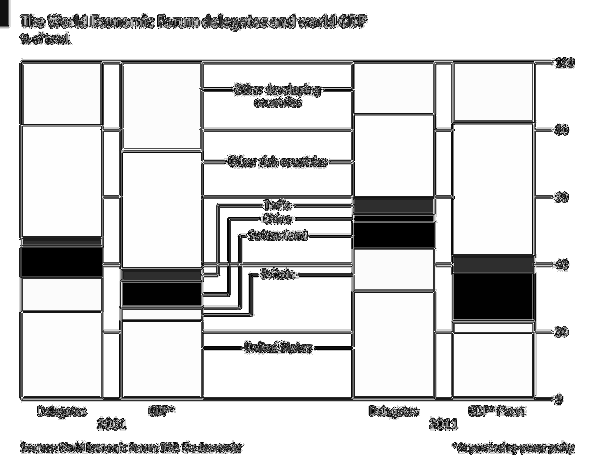 The World Economic Forum delegates and world GDP
% of total
100
Other developing
countries
80
Other rich countries
60
India
China
Switzerland
40
Britain
20
United States
0
Delegates
GDP*
Delegates
2001
2011
Sources: World Economic Forum; IMF; The Economist
*At purchasing-power parity